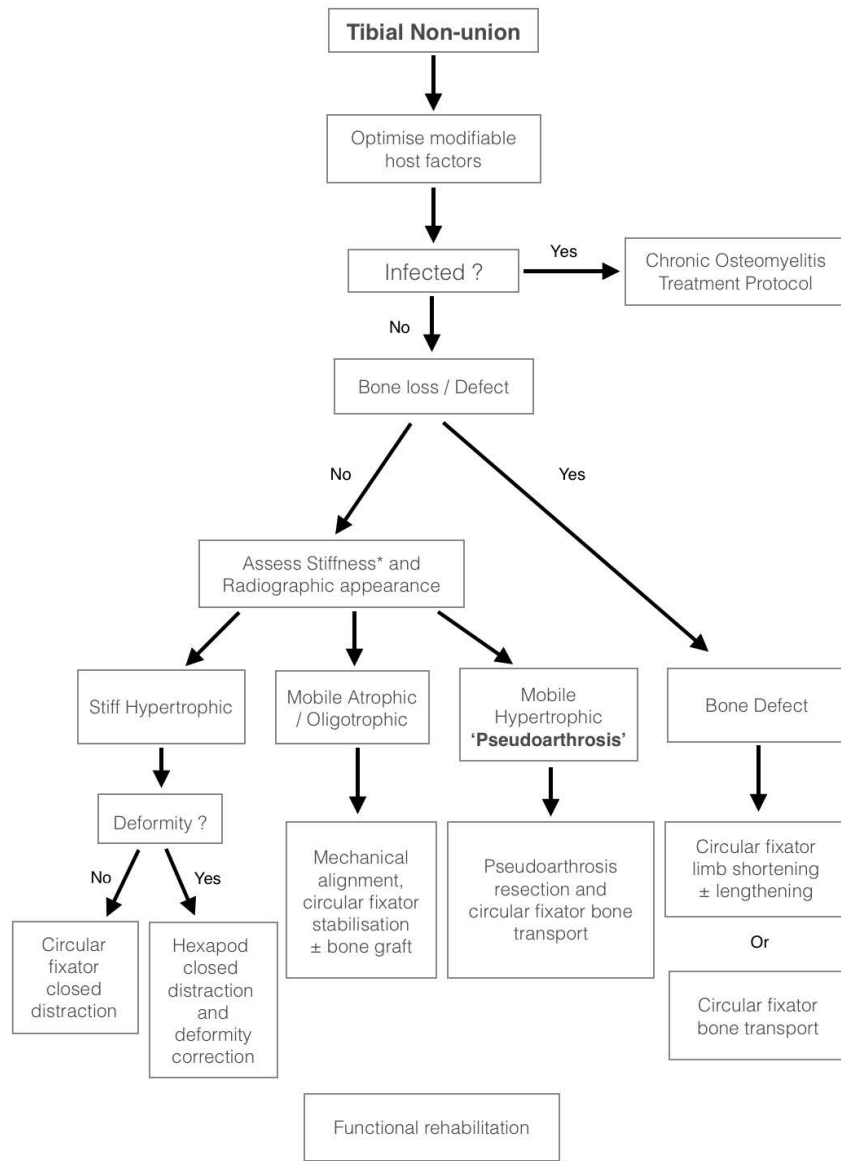 Tibial Non-union
Optimise modifiable
host factors
Infected ?
Yes
Chronic Osteomyelitis
Treatment Protocol
No
Bone loss / Defect
No
Yes
Assess Stiffness* and
Radiographic appearance
Stiff Hypertrophic
Mobile Atrophic
/ Oligotrophic
Mobile
Hypertrophic
'Pseudoarthrosis'
Bone Defect
Deformity ?
No
Yes
Circular
fixator
closed
distraction
Hexapod
closed
distraction
and
deformity
correction
Mechanical
alignment,
circular fixator
stabilisation
± bone graft
Pseudoarthrosis
resection and
circular fixator bone
transport
Circular fixator
limb shortening
± lengthening
Or
Circular fixator
bone transport
Functional rehabilitation